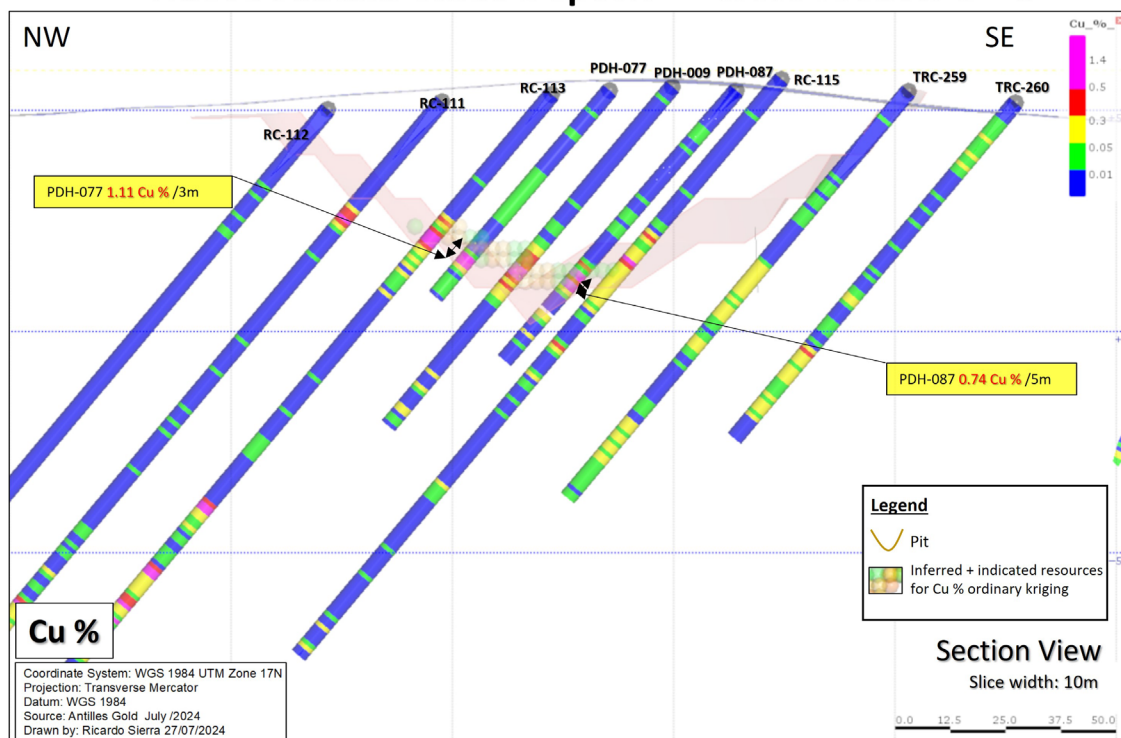 NW
SE
Cu_%_
1.4
0.5
0.3
0.05
0.01
PDH-077
PDH-009
PDH-087
RC-115
TRC-259
TRC-260
RC-113
RC-111
RC-112
PDH-077 1.11 Cu % /3m
PDH-087 0.74 Cu % /5m
Legend
Pit
Inferred + indicated resources
for Cu % ordinary kriging
Cu %
Section View
Slice width: 10m
Coordinate System: WGS 1984 UTM Zone 17N
Projection: Transverse Mercator
Datum: WGS 1984
Source: Antilles Gold July /2024
Drawn by: Ricardo Sierra 27/07/2024
0.0 12.5 25.0 37.5 50.0